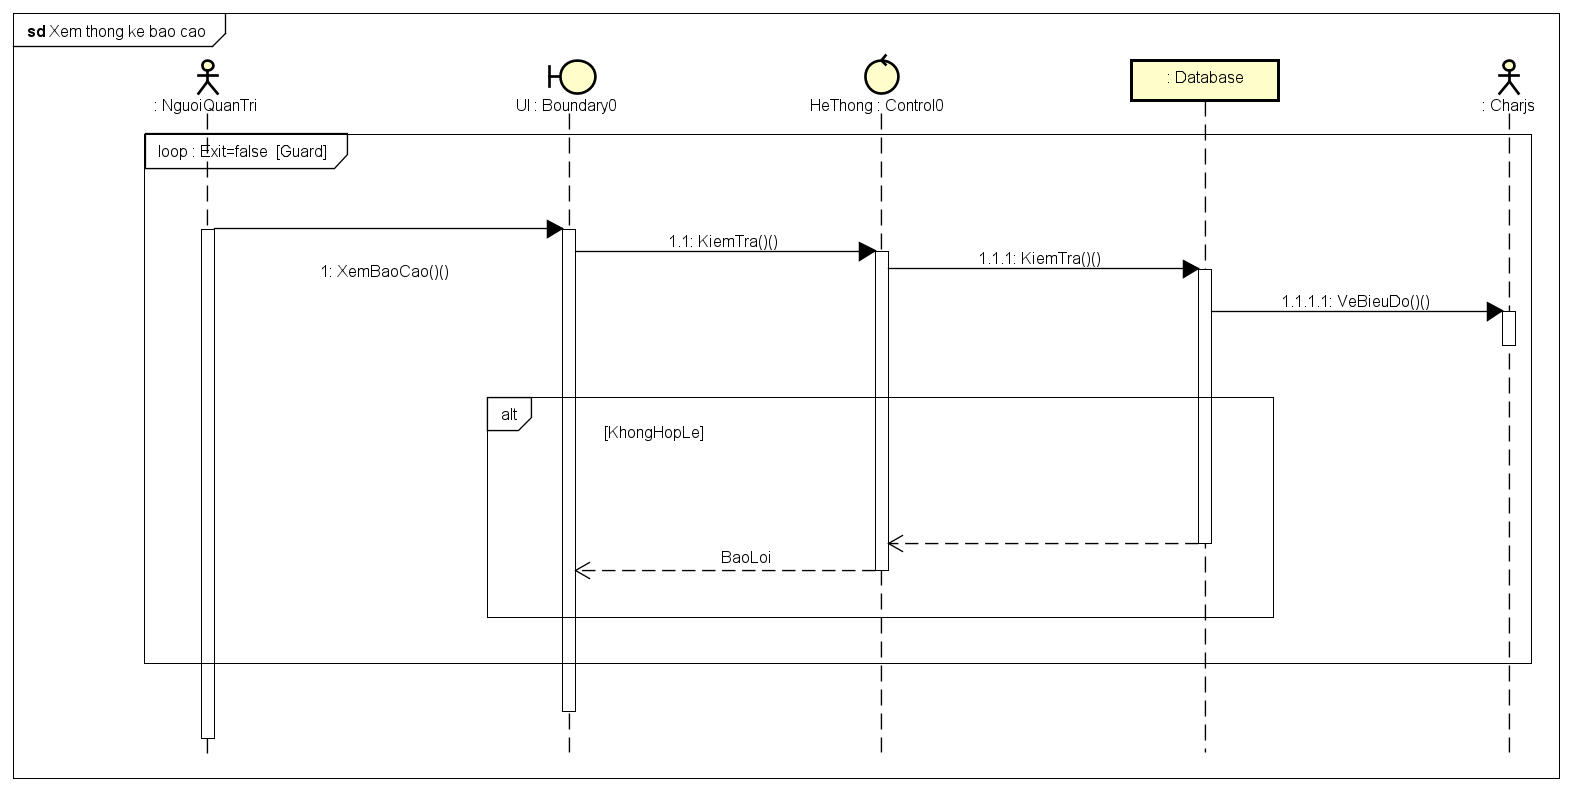 sd Xem thong ke bao cao
: NguoiQuanTri
UI : Boundary0
HeThong : Control0
: Database
: Charjs
loop : Exit=false [Guard]
1: XemBaoCao()()
1.1: KiemTra()()
1.1.1: KiemTra()()
1.1.1.1: VeBieuDo()()
alt
[KhongHopLe]
BaoLoi